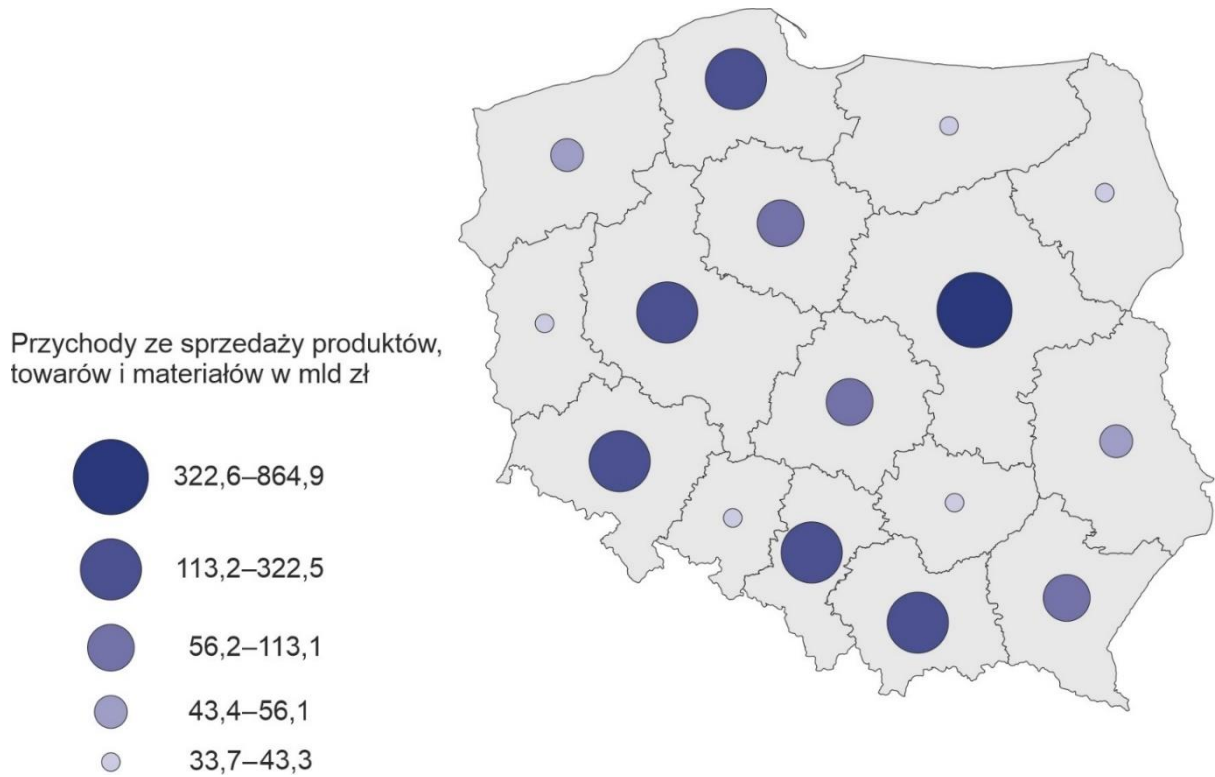 Przychody ze sprzedaży produktów,
towarów i materiałów w mld zł
322,6–864,9
113,2–322,5
56,2–113,1
43,4–56,1
33,7–43,3